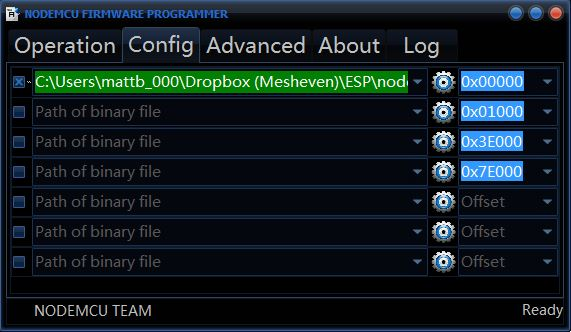 NODEMCU FIRMWARE PROGRAMMER
Operation Config Advanced About Log
C:\Users\mattb_000\Dropbox (Mesheven)\ESP\node 0x00000
Path of binary file 0x01000
Path of binary file 0x3E000
Path of binary file 0x7E000
Path of binary file Offset
Path of binary file Offset
Path of binary file Offset
NODEMCU TEAM Ready